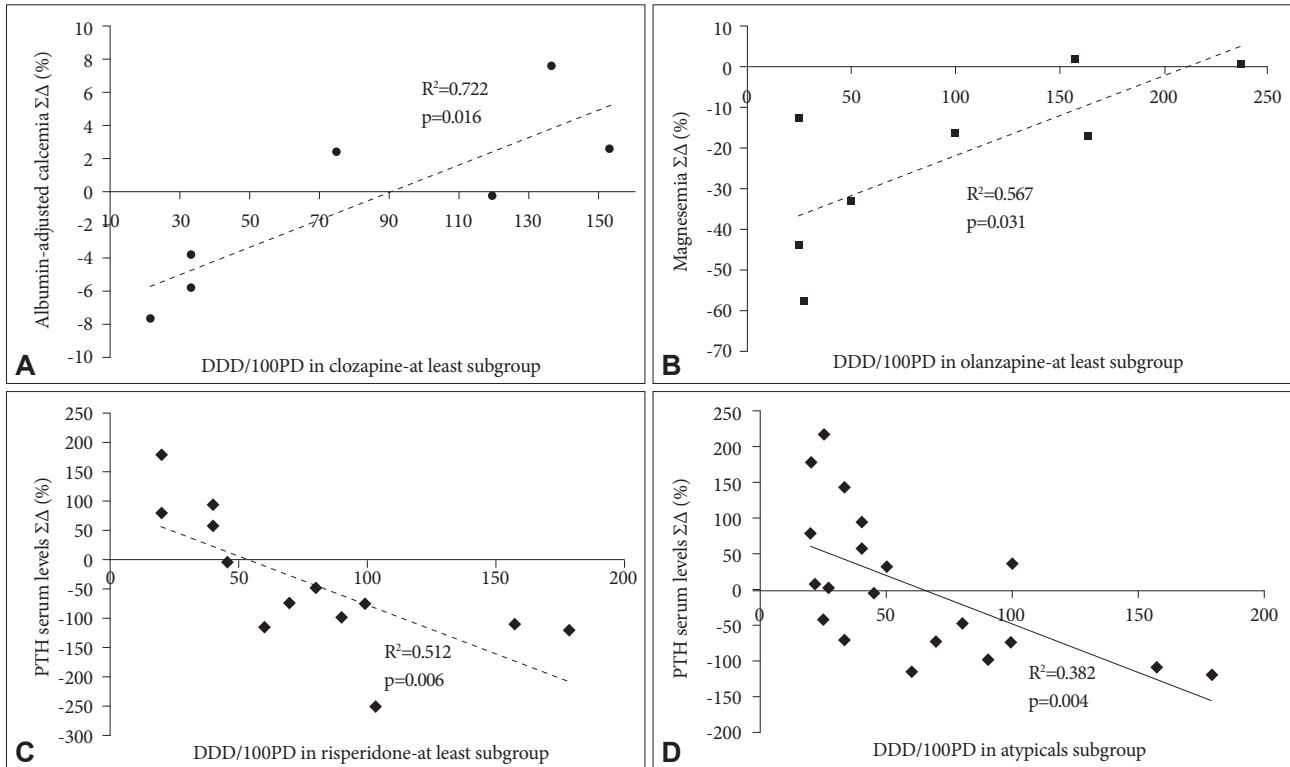 Albumin-adjusted calcemia ΣΔ (%)
10
8
6
4
2
0
-2
-4
-6
-8
-10
10 30 50 70 90 110 130 150
R²=0.722
p=0.016
A
DDD/100PD in clozapine-at least subgroup
Magnesemia ΣΔ (%)
10
0
-10
-20
-30
-40
-50
-60
-70
0 50 100 150 200 250
R²=0.567
p=0.031
B
DDD/100PD in olanzapine-at least subgroup
PTH serum levels ΣΔ (%)
250
200
150
100
50
0
-50
-100
-150
-200
-250
-300
0 50 100 150 200
R²=0.512
p=0.006
C
DDD/100PD in risperidone-at least subgroup
PTH serum levels ΣΔ (%)
250
200
150
100
50
0
-50
-100
-150
-200
0 50 100 150 200
R²=0.382
p=0.004
D
DDD/100PD in atypicals subgroup